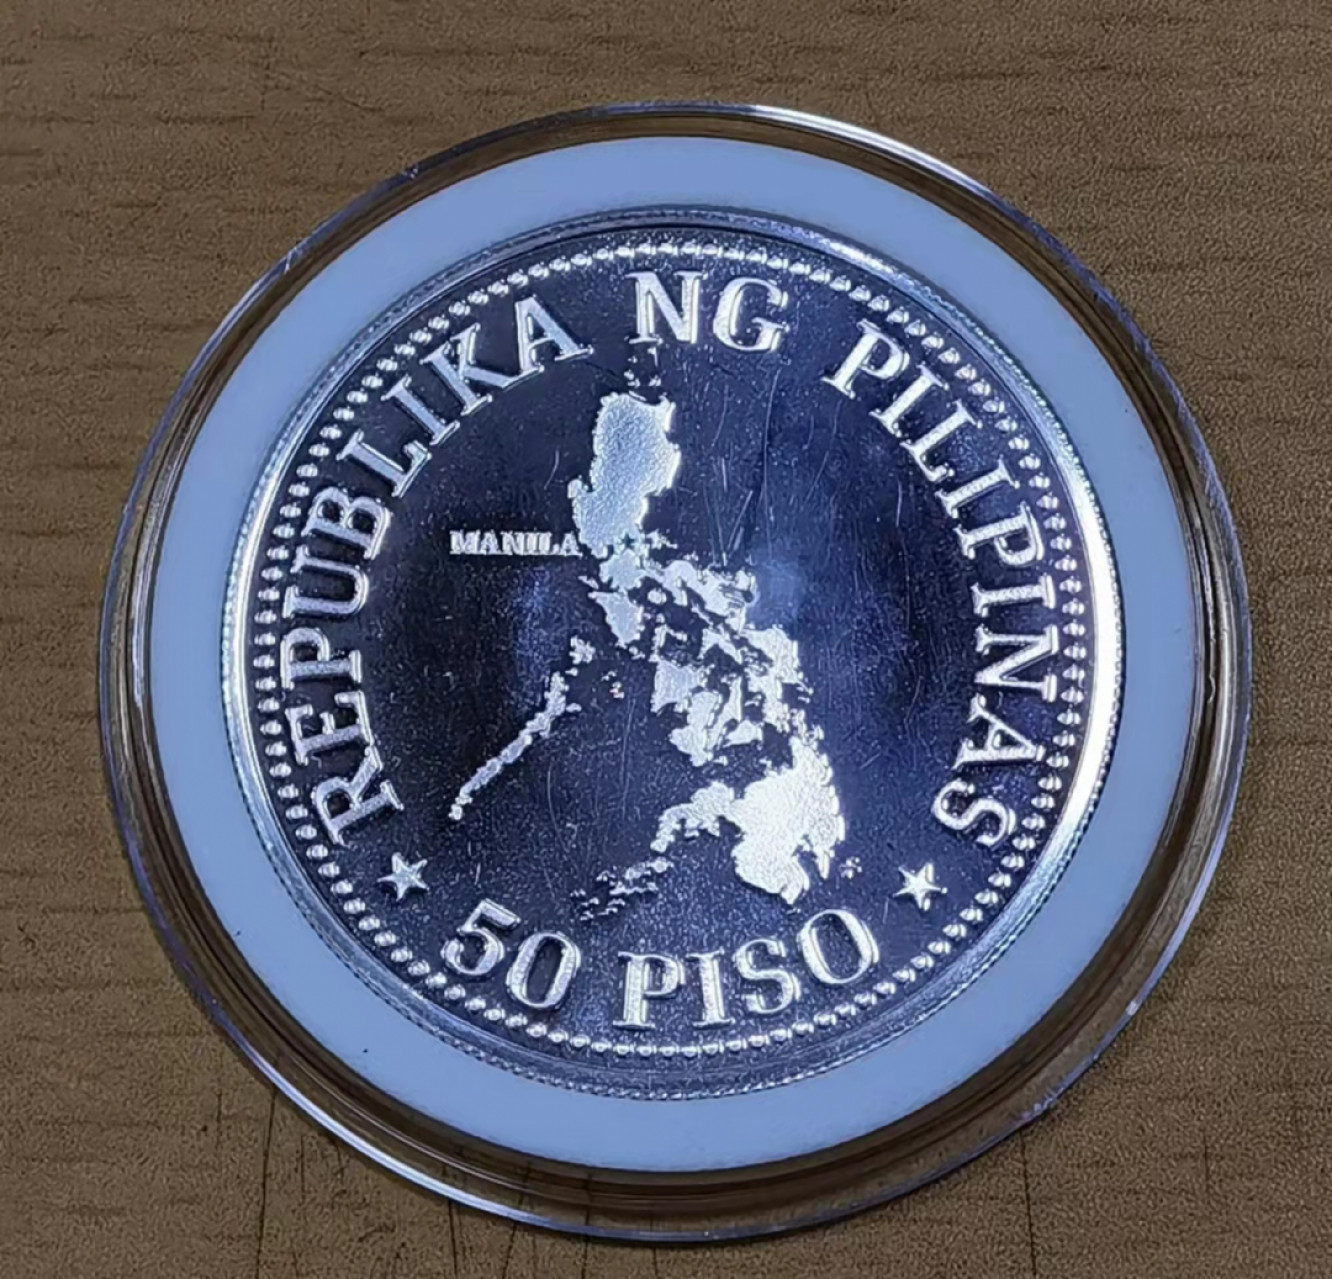 REPUBLIKA NG PILIPINAS
MANILA
50 PISO